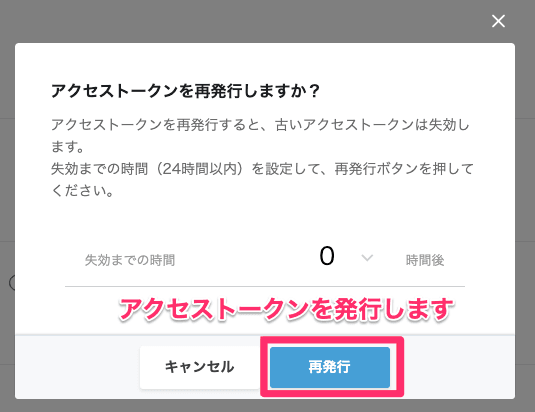 アクセストークンを再発行しますか？
アクセストークンを再発行すると、古いアクセストークンは失効し
ます。
失効までの時間（24時間以内）を設定して、再発行ボタンを押して
ください。
失効までの時間 0 時間後
アクセストークンを発行します
キャンセル 再発行